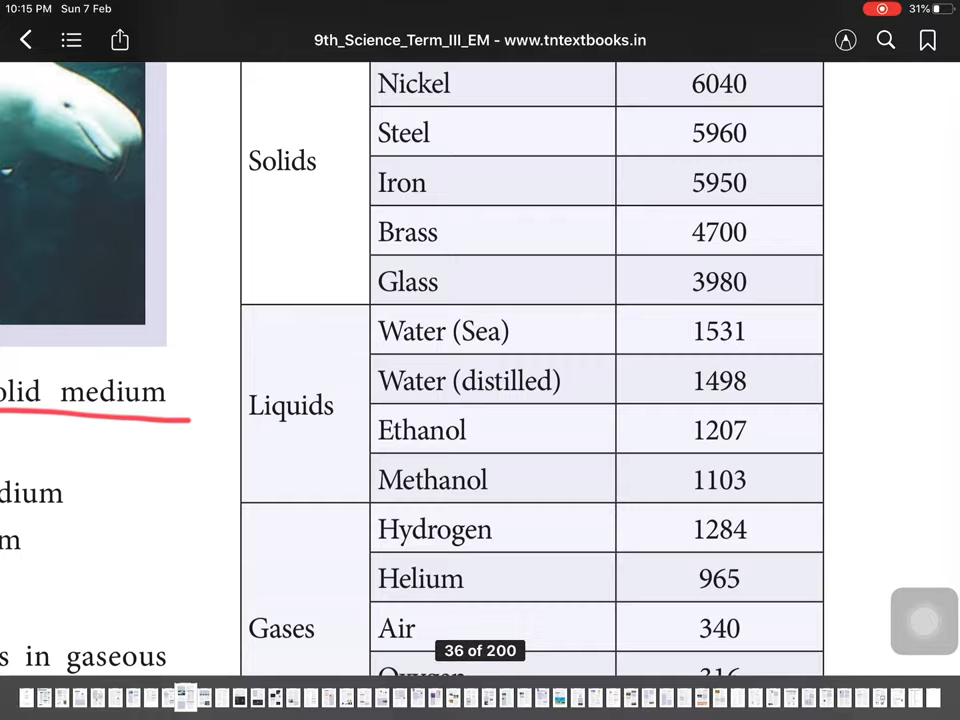 10:15 PM Sun 7 Feb
31%
9th_Science_Term_III_EM - www.tntextbooks.in
Nickel 6040
Steel 5960
Solids
Iron 5950
Brass 4700
Glass 3980
Water (Sea) 1531
olid medium
Water (distilled) 1498
Liquids
Ethanol 1207
Methanol 1103
dium
m
Hydrogen 1284
Helium 965
Gases
Air 340
s in gaseous
36 of 200
Oxygen 316